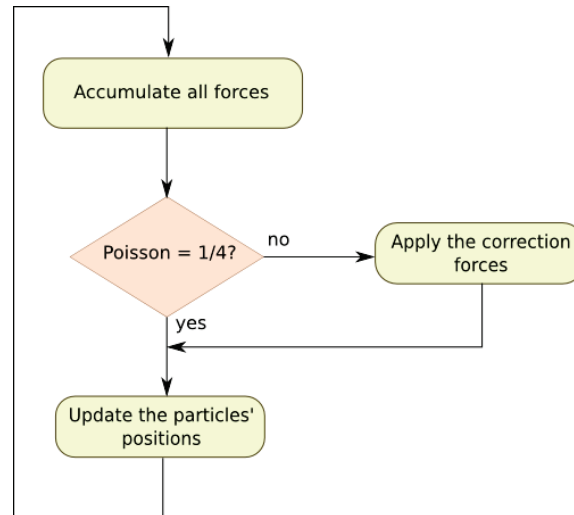 Accumulate all forces
Poisson = 1/4?
no
Apply the correction
forces
yes
Update the particles'
positions